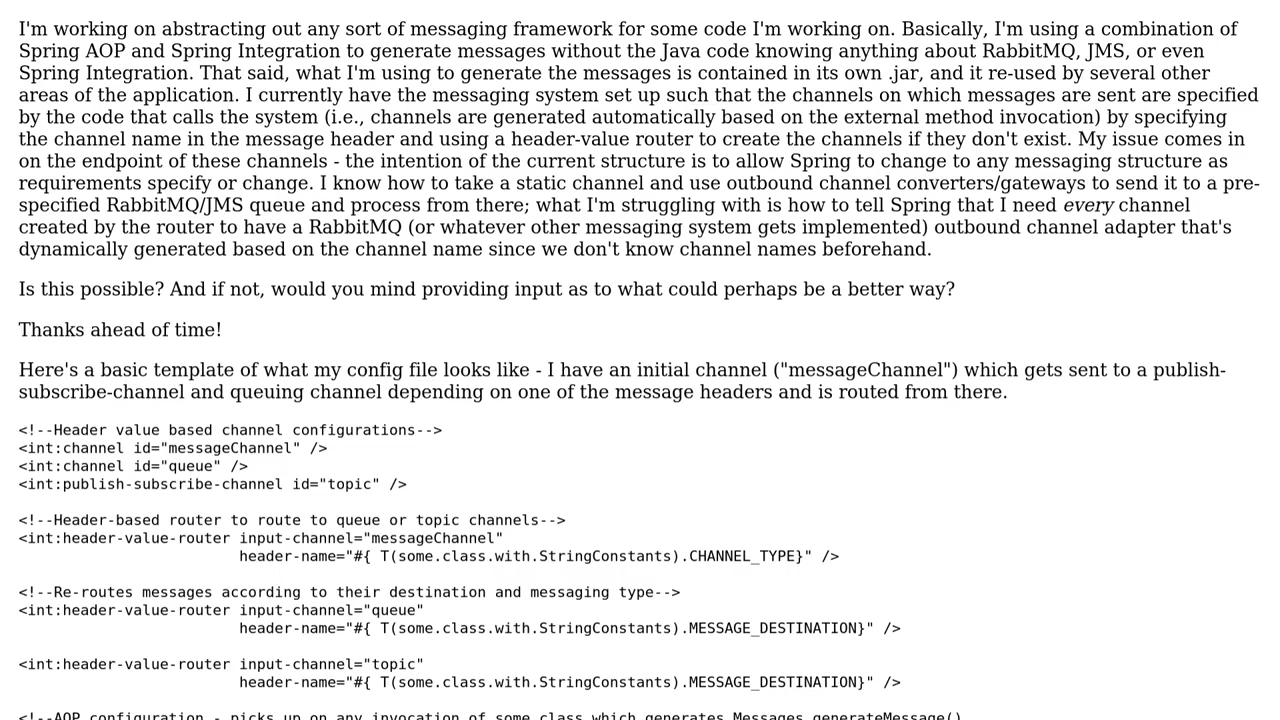 I'm working on abstracting out any sort of messaging framework for some code I'm working on. Basically, I'm using a combination of
Spring AOP and Spring Integration to generate messages without the Java code knowing anything about RabbitMQ, JMS, or even
Spring Integration. That said, what I'm using to generate the messages is contained in its own .jar, and it re-used by several other
areas of the application. I currently have the messaging system set up such that the channels on which messages are sent are specified
by the code that calls the system (i.e., channels are generated automatically based on the external method invocation) by specifying
the channel name in the message header and using a header-value router to create the channels if they don't exist. My issue comes in
on the endpoint of these channels - the intention of the current structure is to allow Spring to change to any messaging structure as
requirements specify or change. I know how to take a static channel and use outbound channel converters/gateways to send it to a pre-
specified RabbitMQ/JMS queue and process from there; what I'm struggling with is how to tell Spring that I need every channel
created by the router to have a RabbitMQ (or whatever other messaging system gets implemented) outbound channel adapter that's
dynamically generated based on the channel name since we don't know channel names beforehand.
Is this possible? And if not, would you mind providing input as to what could perhaps be a better way?
Thanks ahead of time!
Here's a basic template of what my config file looks like - I have an initial channel ("messageChannel") which gets sent to a publish-
subscribe-channel and queuing channel depending on one of the message headers and is routed from there.
<!--Header value based channel configurations-->
<int:channel id="messageChannel" />
<int:channel id="queue" />
<int:publish-subscribe-channel id="topic" />
<!--Header-based router to route to queue or topic channels-->
<int:header-value-router input-channel="messageChannel"
header-name="#{ T(some.class.with.StringConstants).CHANNEL_TYPE}" />
<!--Re-routes messages according to their destination and messaging type-->
<int:header-value-router input-channel="queue"
header-name="#{ T(some.class.with.StringConstants).MESSAGE_DESTINATION}" />
<int:header-value-router input-channel="topic"
header-name="#{ T(some.class.with.StringConstants).MESSAGE_DESTINATION}" />
<!--AOP configuration - picks up on any invocation of some class which generates Messages.generateMessage()